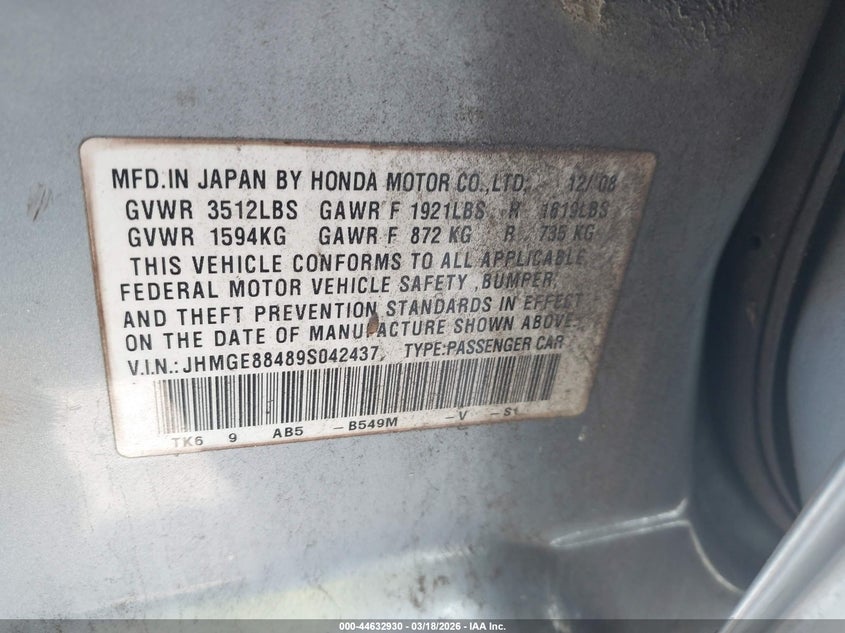 MFD.IN JAPAN BY HONDA MOTOR CO.,LTD. 12/'08
GVWR 3512LBS GAWR F 1921LBS R 1619LBS
GVWR 1594KG GAWR F 872 KG R 735 KG
THIS VEHICLE CONFORMS TO ALL APPLICABLE
FEDERAL MOTOR VEHICLE SAFETY ,BUMPER,
AND THEFT PREVENTION STANDARDS IN EFFECT
ON THE DATE OF MANUFACTURE SHOWN ABOVE.
V.I.N.:JHMGE88489S042437, TYPE:PASSENGER CAR
TK6 9 AB5 -B549M -V -S1
000-44632930 - 03/18/2026 - IAA Inc.